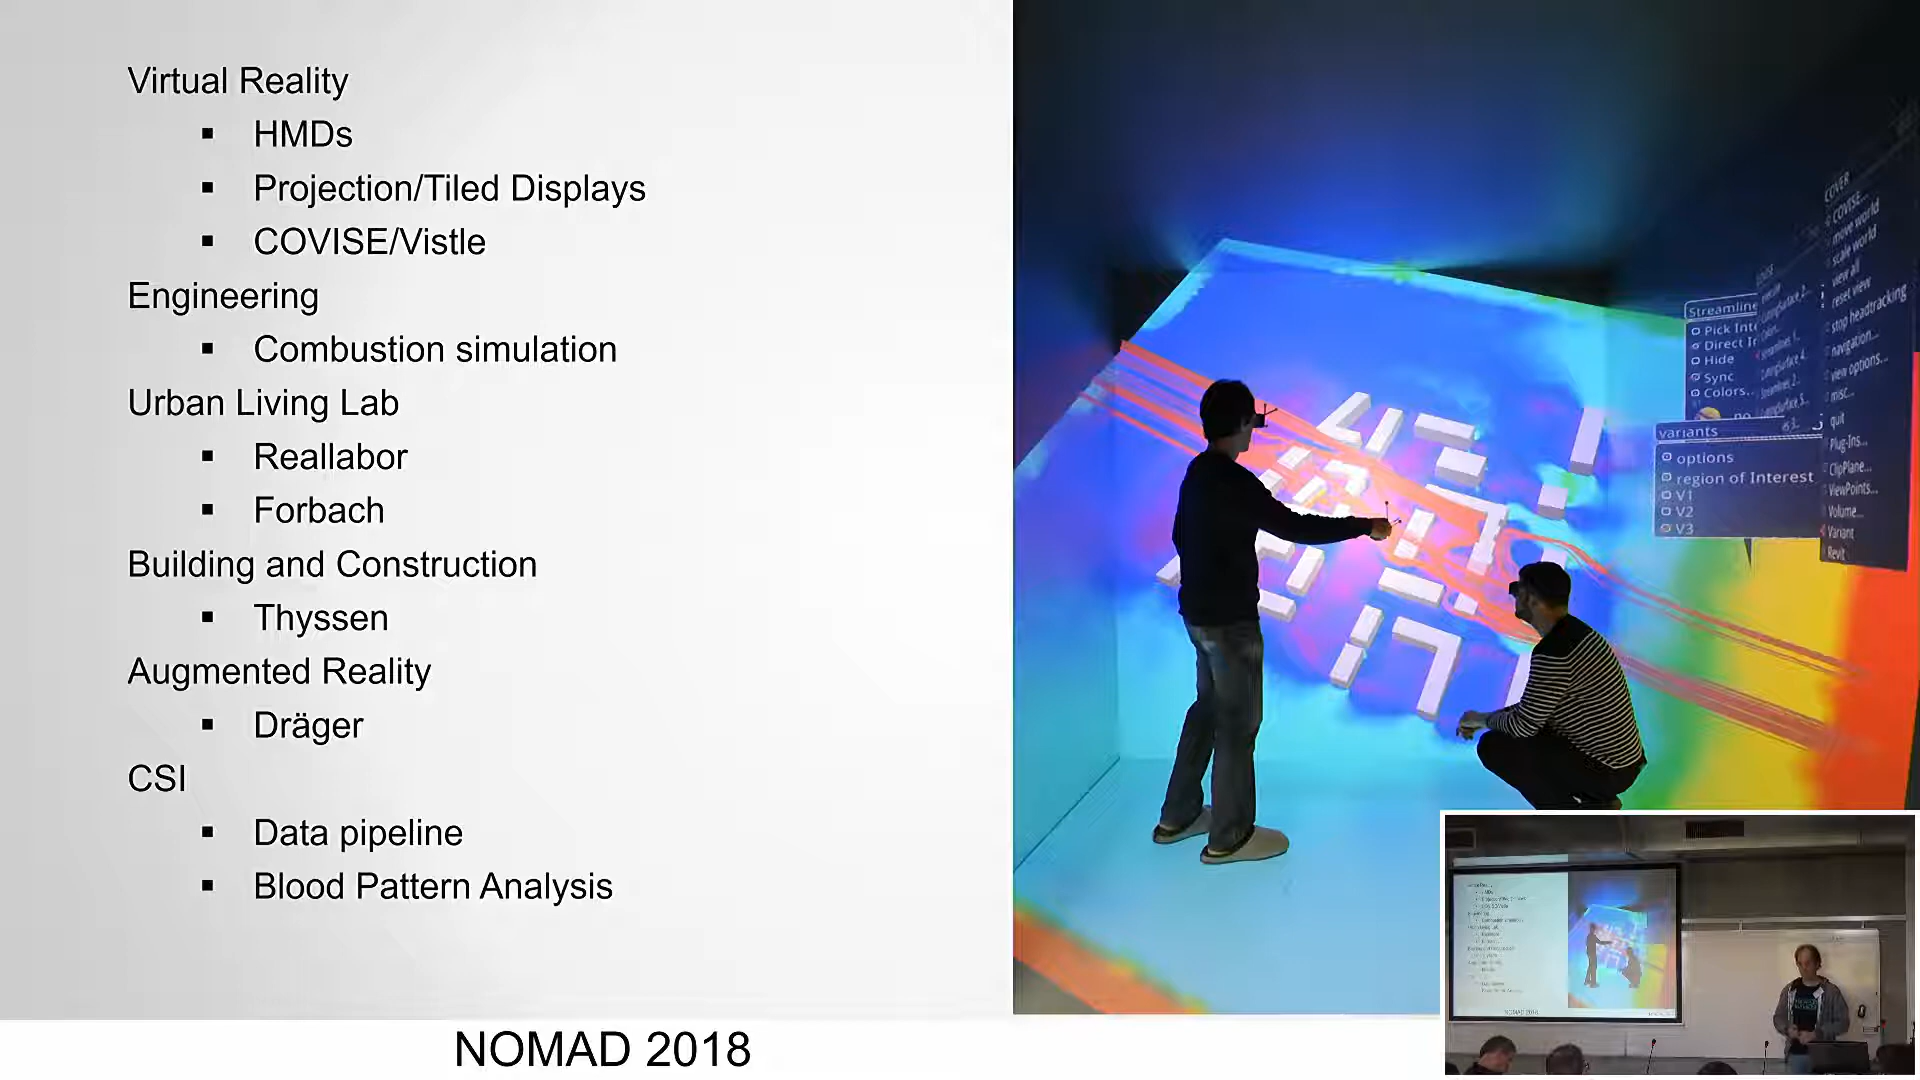 Virtual Reality
▪ HMDs
▪ Projection/Tiled Displays
▪ COVISE/Vistle
Engineering
▪ Combustion simulation
Urban Living Lab
▪ Reallabor
▪ Forbach
Building and Construction
▪ Thyssen
Augmented Reality
▪ Dräger
CSI
▪ Data pipeline
▪ Blood Pattern Analysis
NOMAD 2018
Pick
Direct
Hide
Sync
Colors..
variants
options
region of Interest
V1
V2
V3
COVER
COVISE...
move world
scale world
view all
reset view
stop headtracking
navigation...
view options...
misc...
quit
Plug-Ins...
ClipPlane...
ViewPoints...
Volume...
Variant
Revit
NOMAD 2018